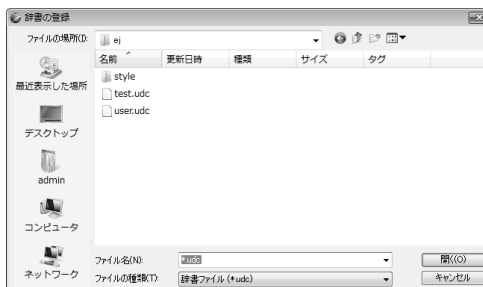 辞書の登録
ファイルの場所(I):
ej
名前
更新日時
種類
サイズ
タグ
style
test.udc
user.udc
最近表示した場所
デスクトップ
admin
コンピュータ
ネットワーク
ファイル名(N):
*.udc
開く(O)
ファイルの種類(T):
辞書ファイル (*.udc)
キャンセル